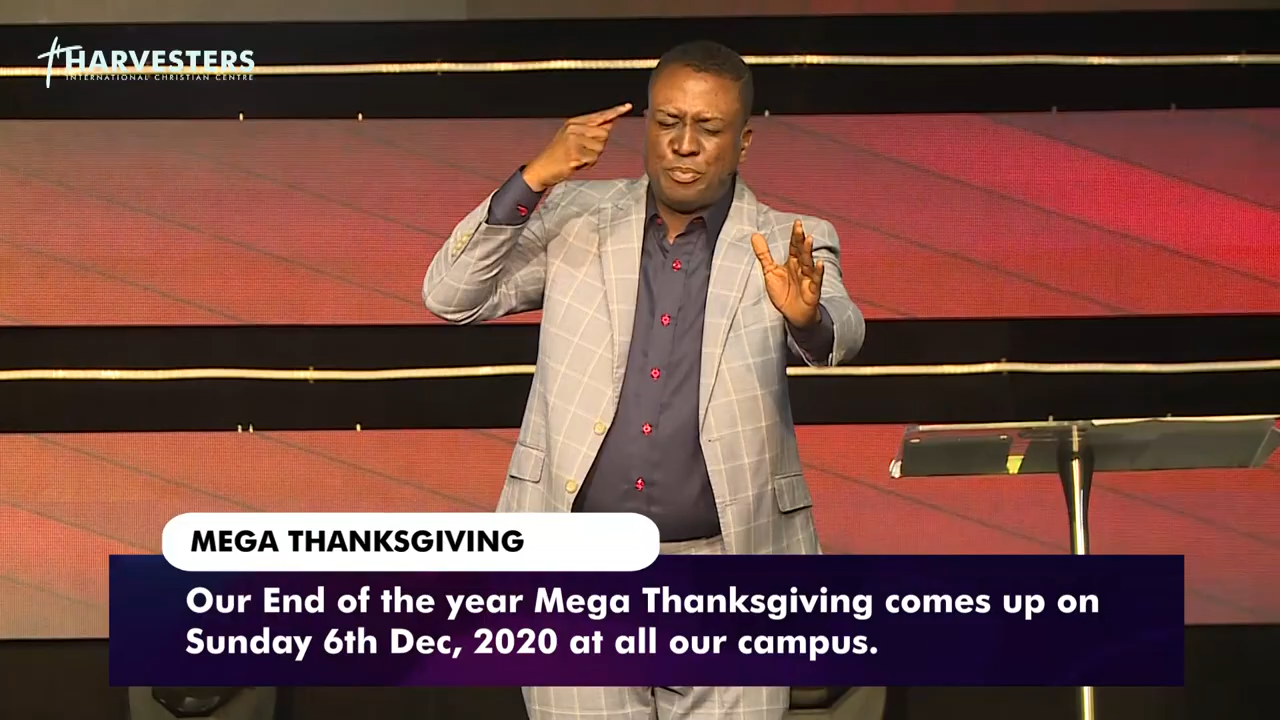 HARVESTERS
INTERNATIONAL CHRISTIAN CENTRE
MEGA THANKSGIVING
Our End of the year Mega Thanksgiving comes up on
Sunday 6th Dec, 2020 at all our campus.